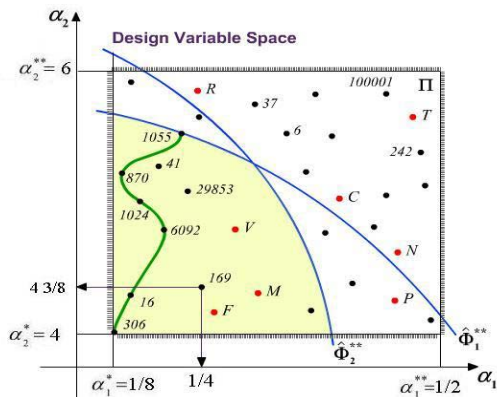 α₂
Design Variable Space
α₂** = 6
Π
R
37
100001
T
6
1055
242
41
870
29853
C
1024
6092
V
N
4 3/8
169
M
P
16
F
306
α₂* = 4
Φ̂₂**
Φ̂₁**
α₁* = 1/8
1/4
α₁** = 1/2
α₁